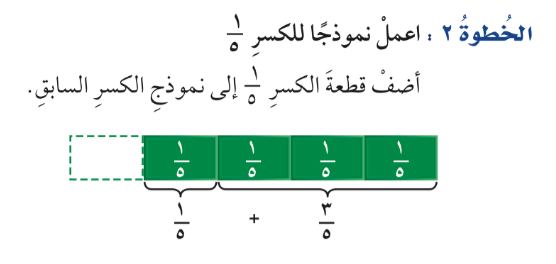 الخُطوةُ ٢ : اعملْ نموذجًا للكسرِ ١/٥
أضفْ قطعةَ الكسرِ ١/٥ إلى نموذجِ الكسرِ السابقِ.
١/٥ ١/٥ ١/٥ ١/٥
٣/٥ + ١/٥